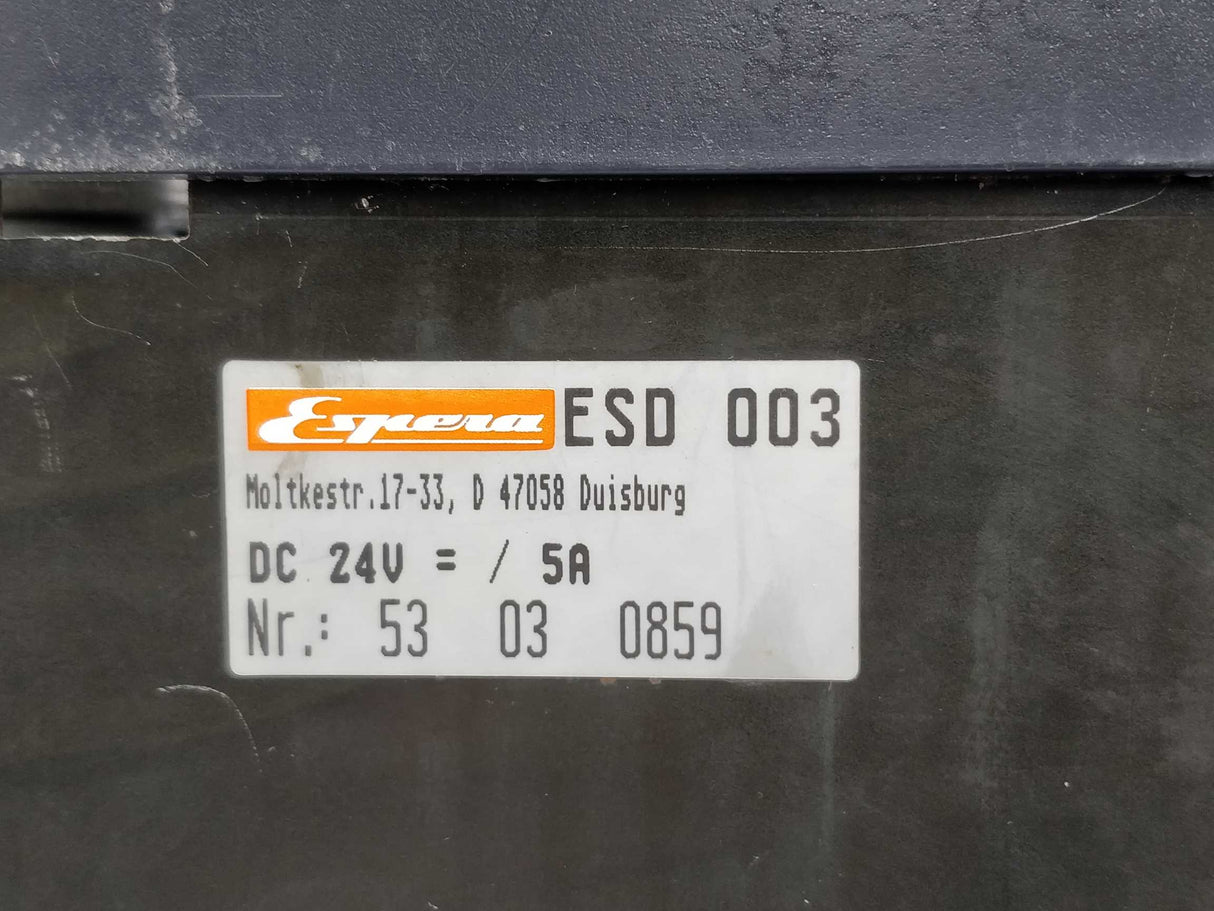 Espera ESD 003
Moltkestr.17-33, D 47058 Duisburg
DC 24V = / 5A
Nr.: 53 03 0859